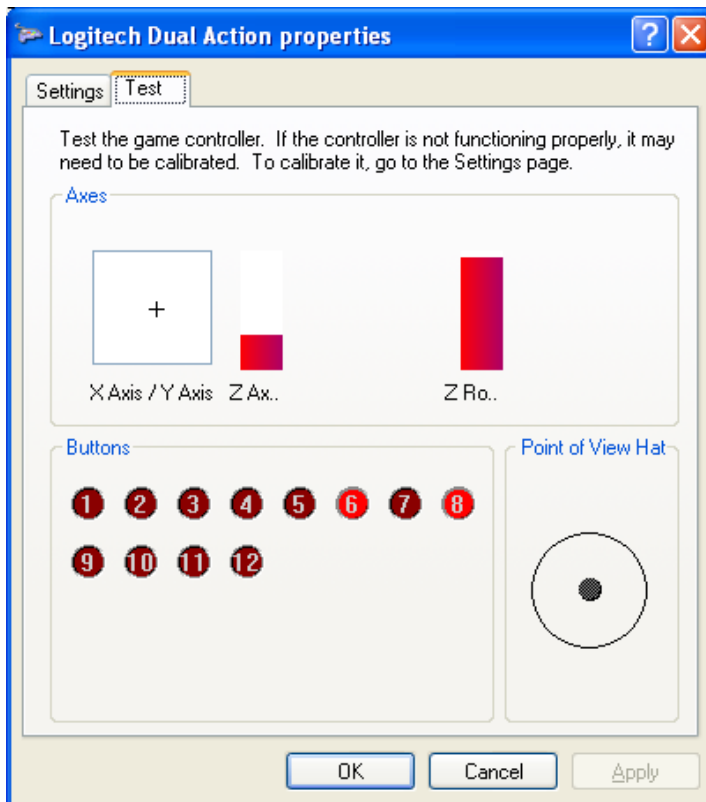 Logitech Dual Action properties
Settings Test
Test the game controller. If the controller is not functioning properly, it may
need to be calibrated. To calibrate it, go to the Settings page.
Axes
X Axis / Y Axis Z Ax.. Z Ro..
Buttons
1 2 3 4 5 6 7 8
9 10 11 12
Point of View Hat
OK Cancel Apply